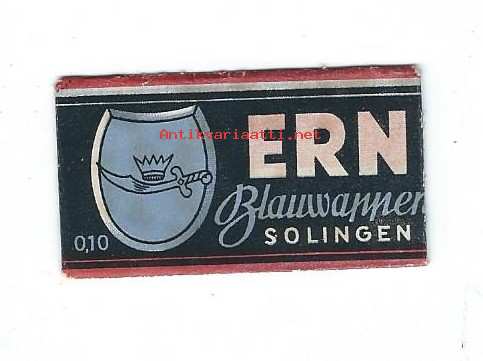 ERN
Blauwappen
SOLINGEN
0,10
Antikvariaatti.net